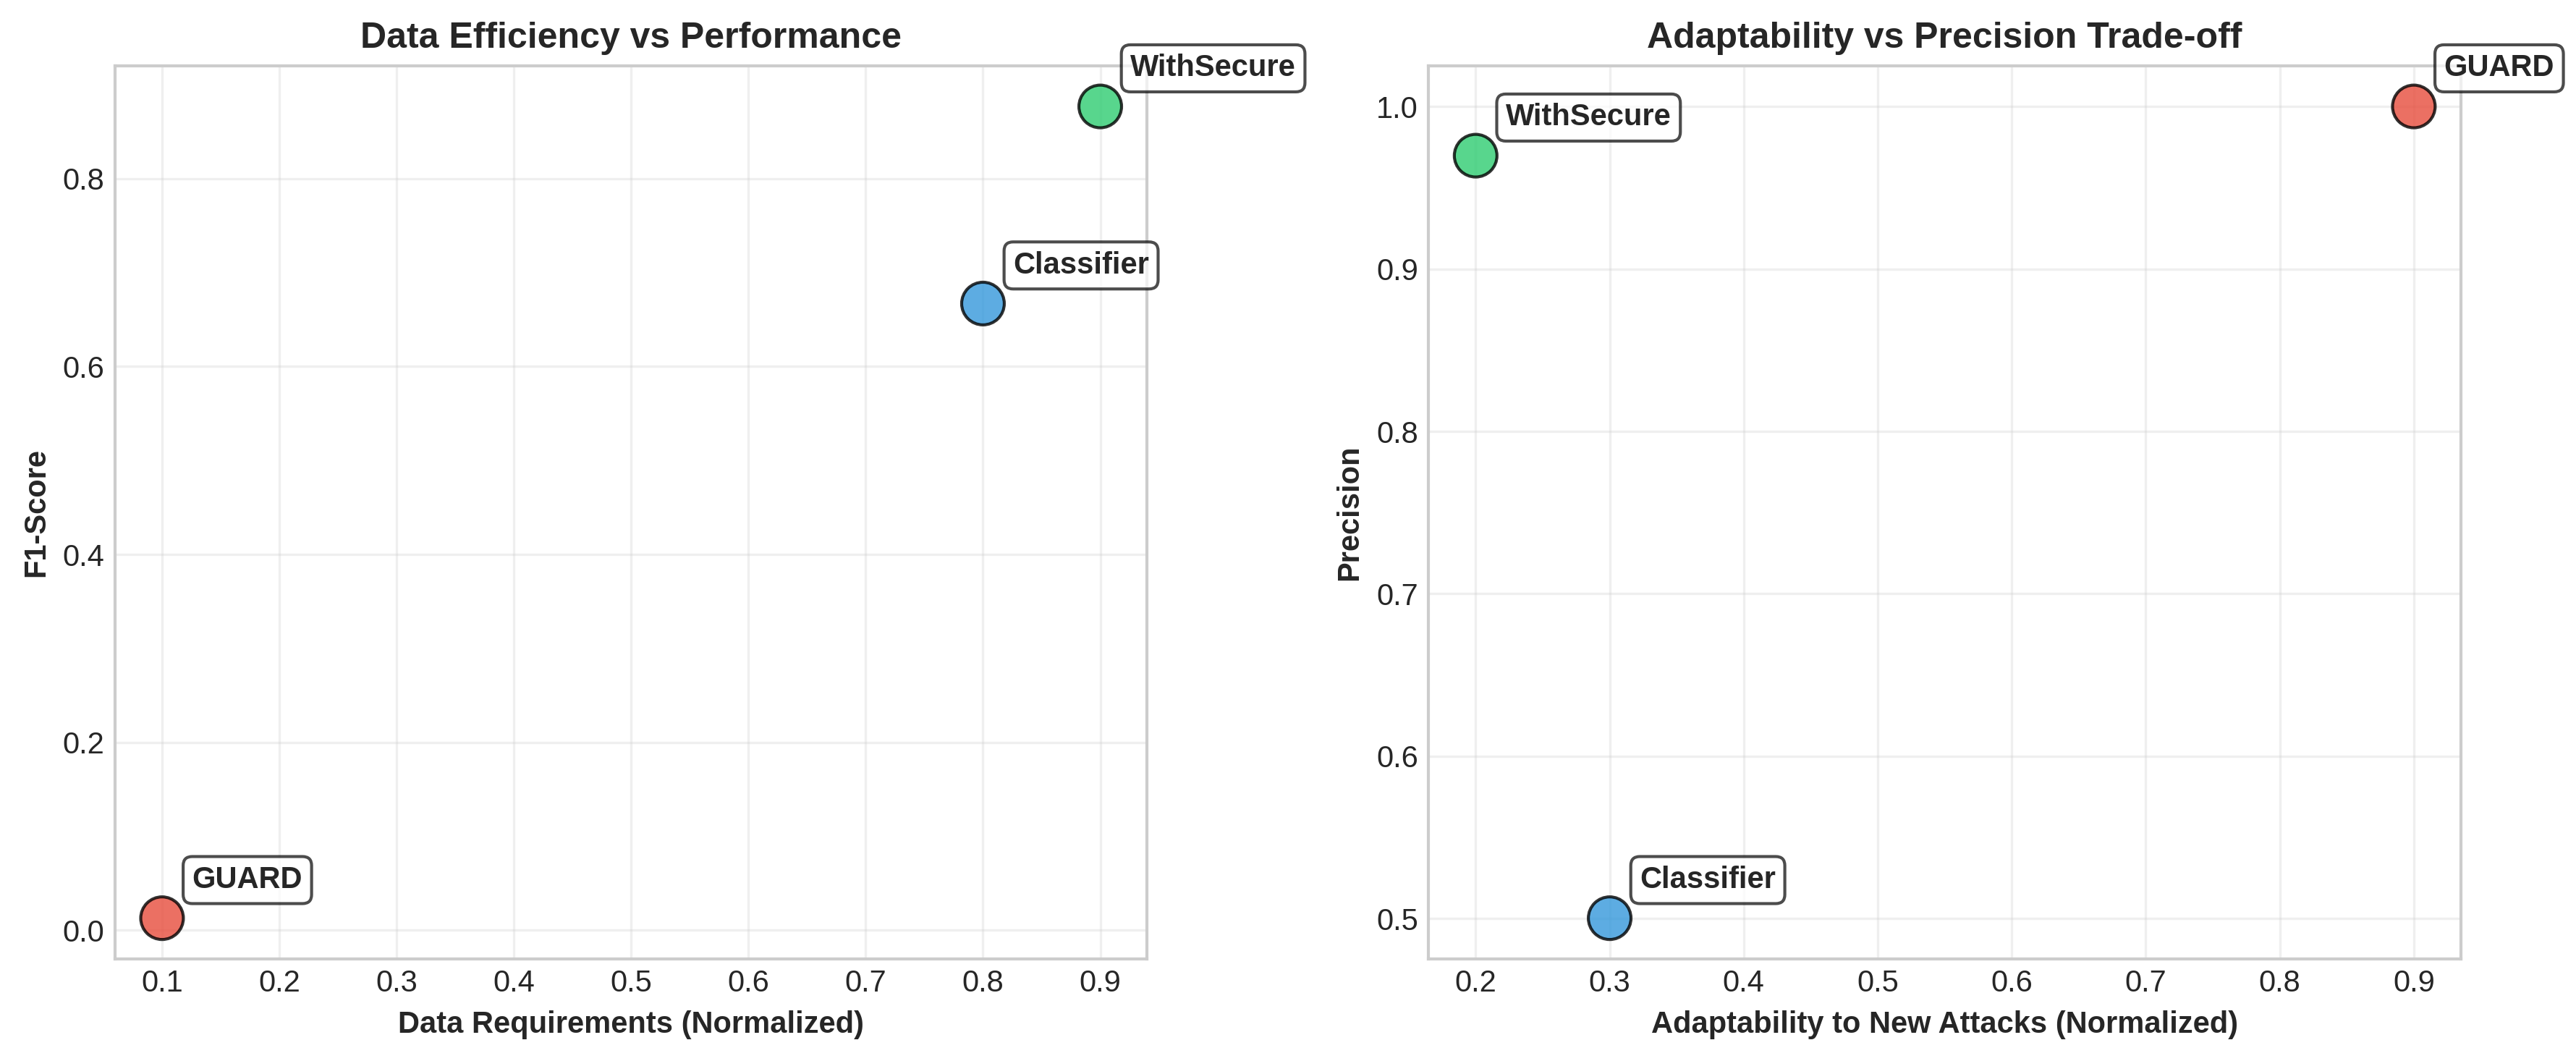 Data Efficiency vs Performance
WithSecure
Classifier
GUARD
F1-Score
0.8
0.6
0.4
0.2
0.0
0.1 0.2 0.3 0.4 0.5 0.6 0.7 0.8 0.9
Data Requirements (Normalized)
Adaptability vs Precision Trade-off
GUARD
WithSecure
Classifier
Precision
1.0
0.9
0.8
0.7
0.6
0.5
0.2 0.3 0.4 0.5 0.6 0.7 0.8 0.9
Adaptability to New Attacks (Normalized)